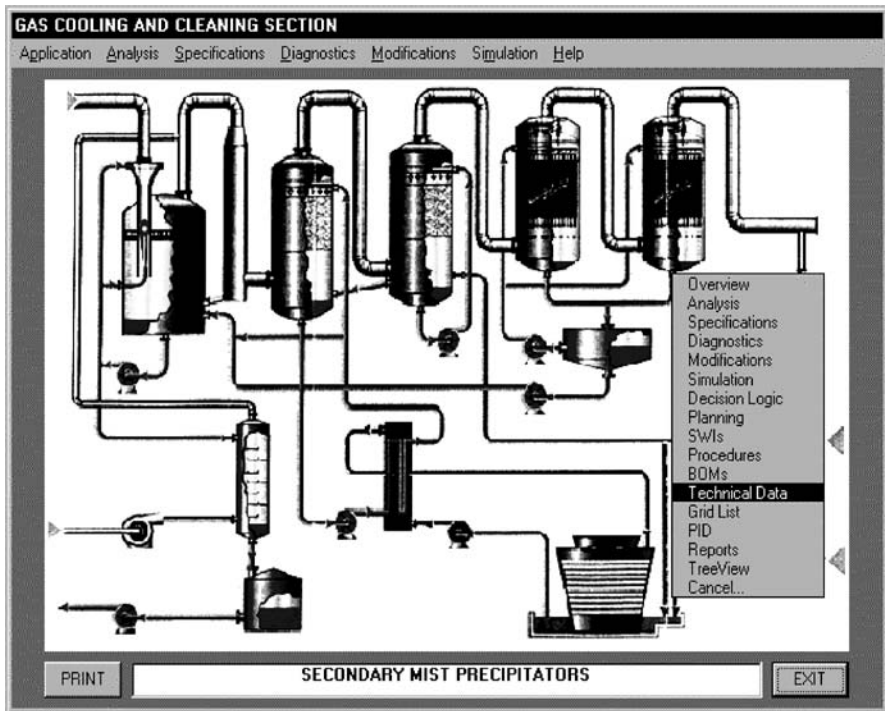 GAS COOLING AND CLEANING SECTION
Application Analysis Specifications Diagnostics Modifications Simulation Help
Overview
Analysis
Specifications
Diagnostics
Modifications
Simulation
Decision Logic
Planning
SWIs
Procedures
BOMs
Technical Data
Grid List
PID
Reports
TreeView
Cancel...
PRINT SECONDARY MIST PRECIPITATORS EXIT